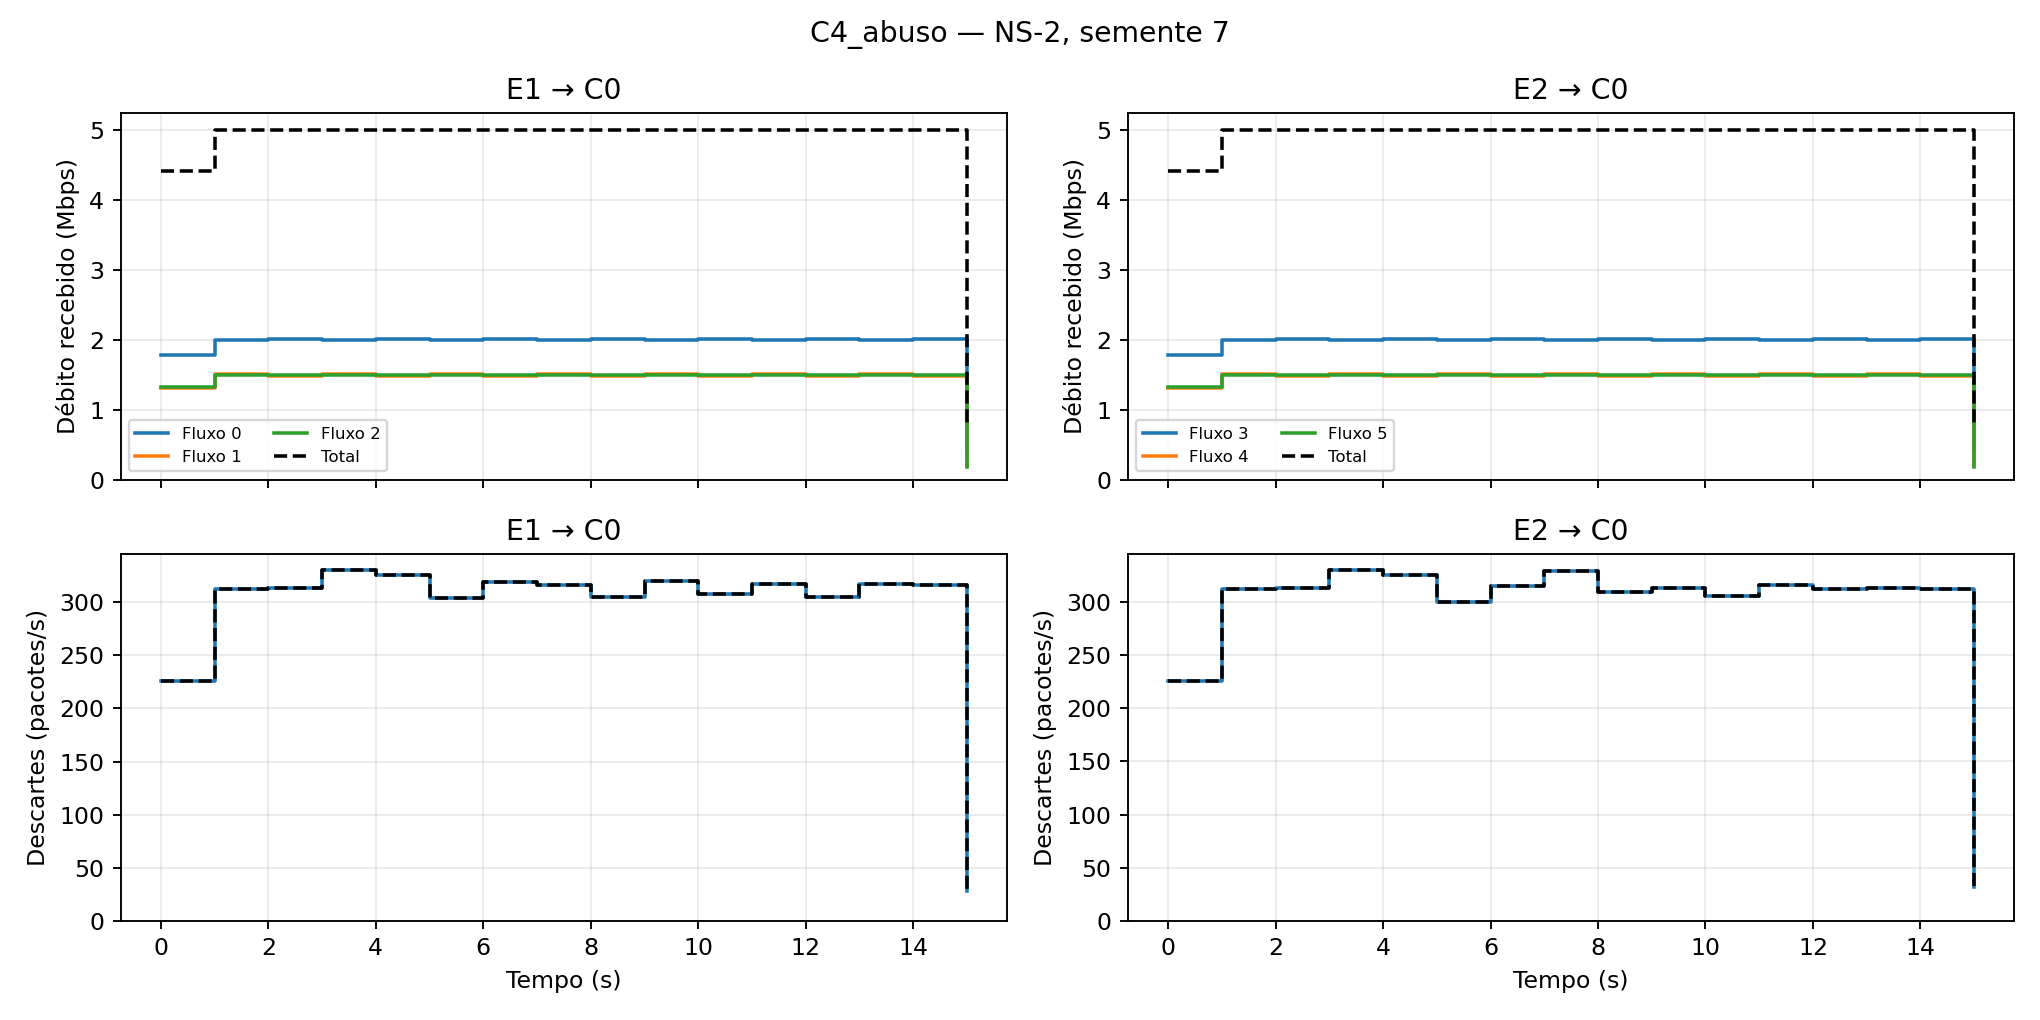 C4_abuso — NS-2, semente 7
E1 → C0
Débito recebido (Mbps)
5
4
3
2
1
0
Fluxo 0
Fluxo 1
Fluxo 2
Total
E2 → C0
Débito recebido (Mbps)
5
4
3
2
1
0
Fluxo 3
Fluxo 4
Fluxo 5
Total
E1 → C0
Descartes (pacotes/s)
300
250
200
150
100
50
0
0 2 4 6 8 10 12 14
Tempo (s)
E2 → C0
Descartes (pacotes/s)
300
250
200
150
100
50
0
0 2 4 6 8 10 12 14
Tempo (s)